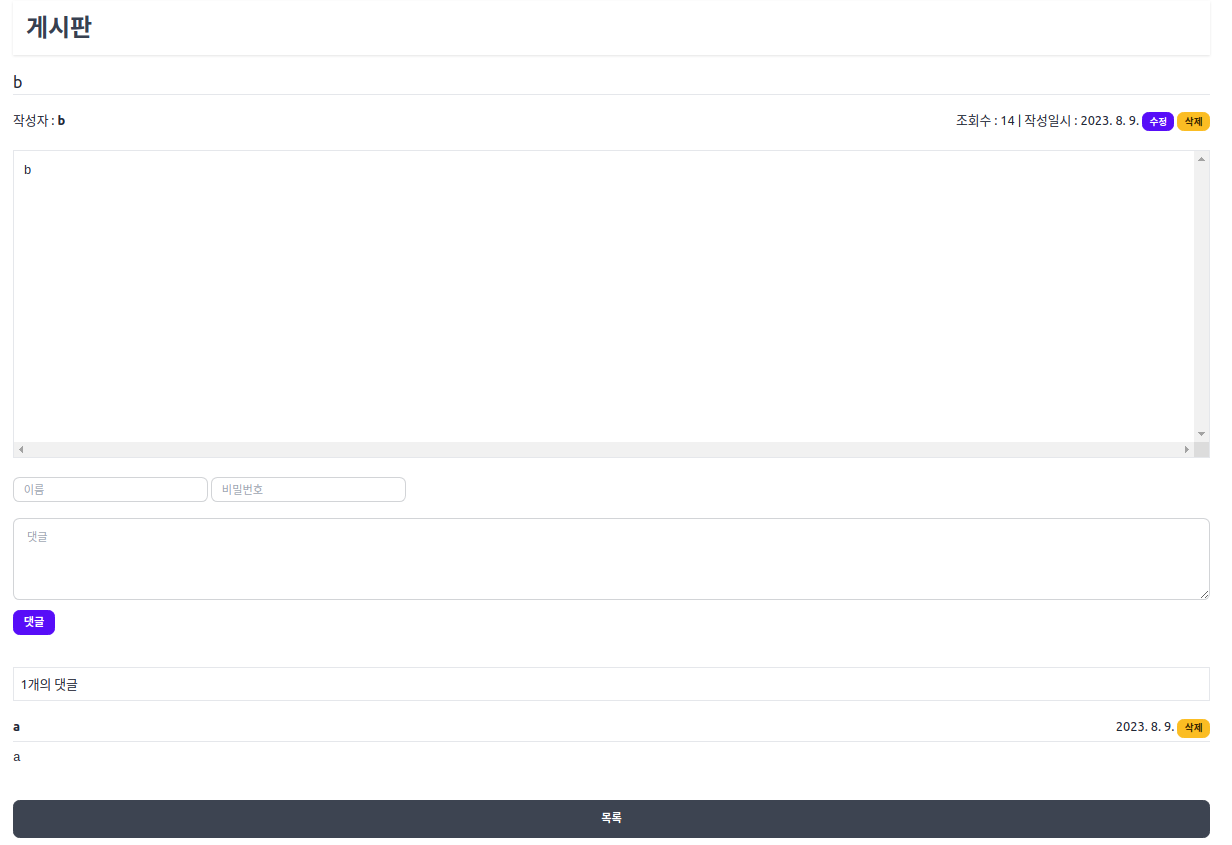 게시판
b
작성자 : b
조회수 : 14 | 작성일시 : 2023. 8. 9. 수정 삭제
b
이름 비밀번호
댓글
댓글
1개의 댓글
a
2023. 8. 9. 삭제
a
목록